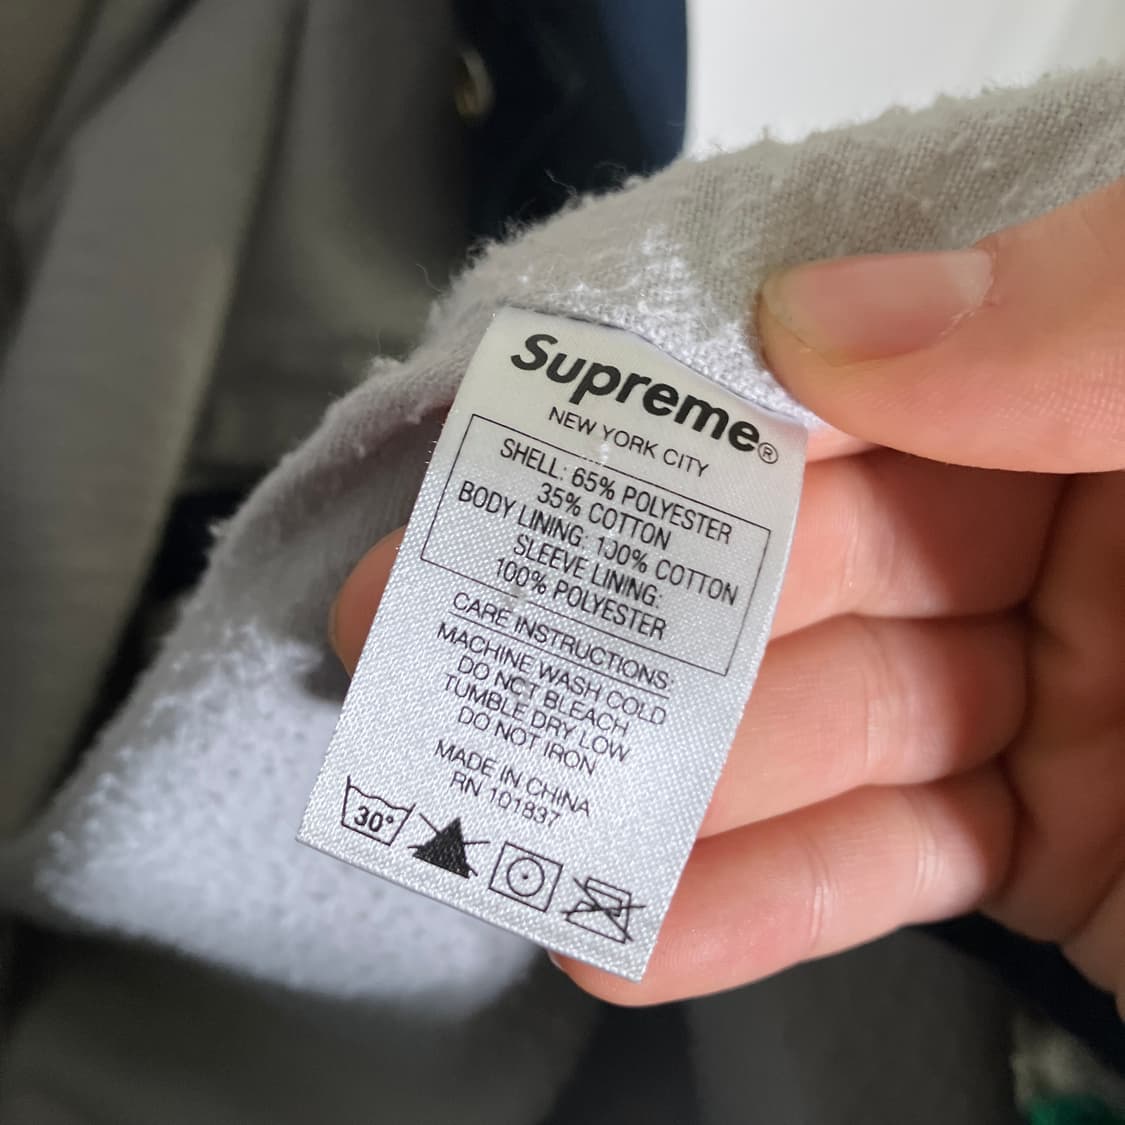 Supreme®
NEW YORK CITY
SHELL: 65% POLYESTER
35% COTTON
BODY LINING: 100% COTTON
SLEEVE LINING:
100% POLYESTER
CARE INSTRUCTIONS:
MACHINE WASH COLD
DO NOT BLEACH
TUMBLE DRY LOW
DO NOT IRON
MADE IN CHINA
RN 101837
30°